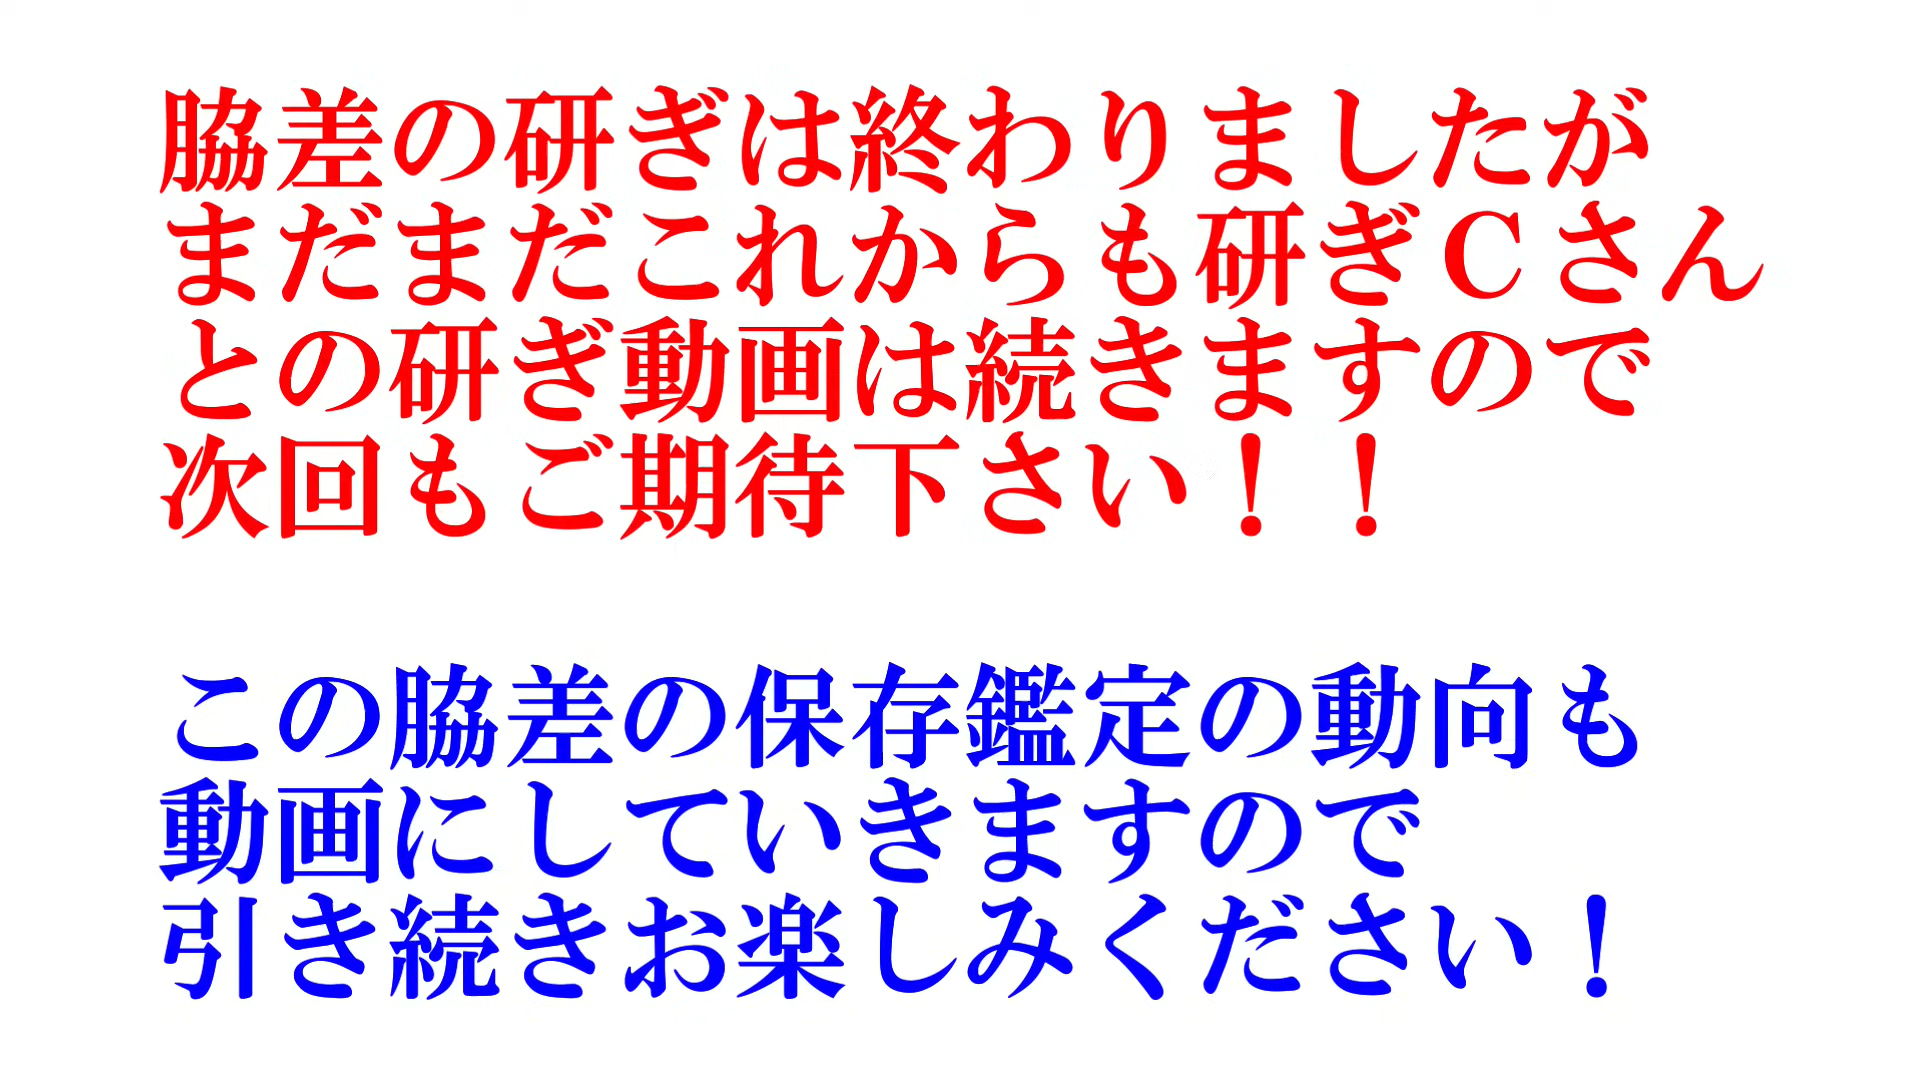 脇差の研ぎは終わりましたが
まだまだこれからも研ぎCさん
との研ぎ動画は続きますので
次回もご期待下さい！！
この脇差の保存鑑定の動向も
動画にしていきますので
引き続きお楽しみください！